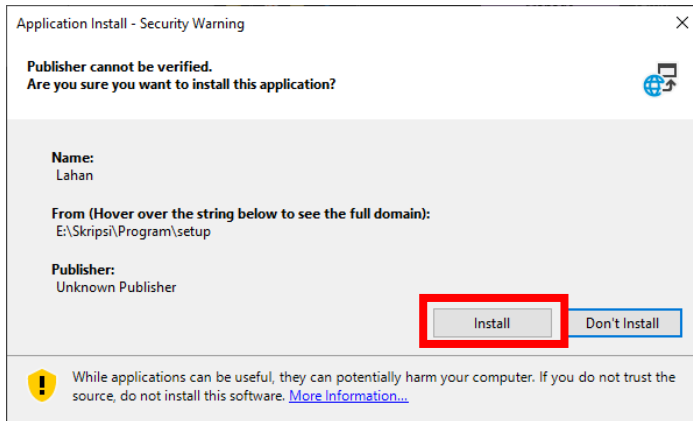 Application Install - Security Warning
Publisher cannot be verified.
Are you sure you want to install this application?
Name:
Lahan
From (Hover over the string below to see the full domain):
E:\Skripsi\Program\setup
Publisher:
Unknown Publisher
Install
Don't Install
While applications can be useful, they can potentially harm your computer. If you do not trust the
source, do not install this software. More Information...